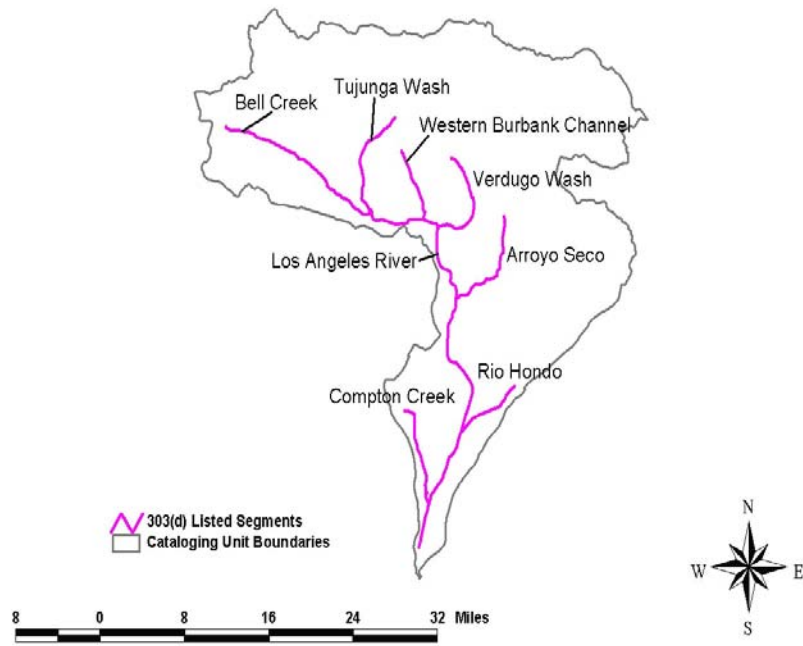 Tujunga Wash
Bell Creek
Western Burbank Channel
Verdugo Wash
Los Angeles River
Arroyo Seco
Rio Hondo
Compton Creek
303(d) Listed Segments
Cataloging Unit Boundaries
N
W E
S
8 0 8 16 24 32 Miles